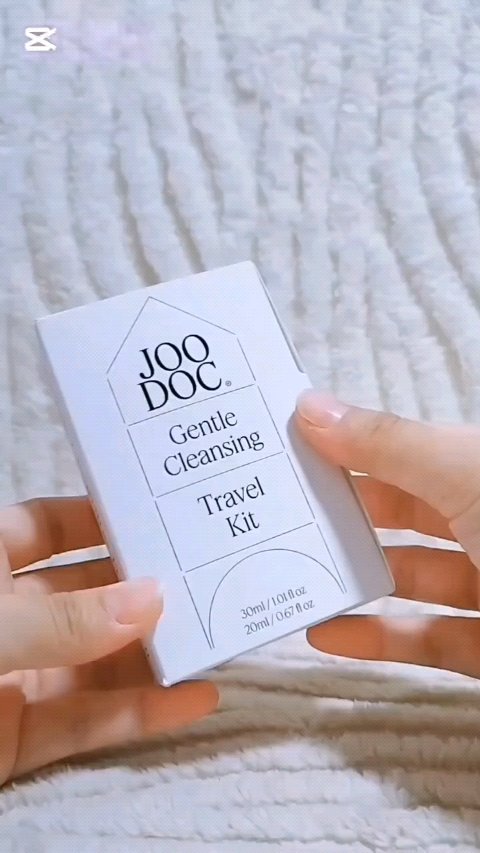 JOO
DOC®
Gentle
Cleansing
Travel
Kit
30ml / 1.01 fl oz
20ml / 0.67 fl oz